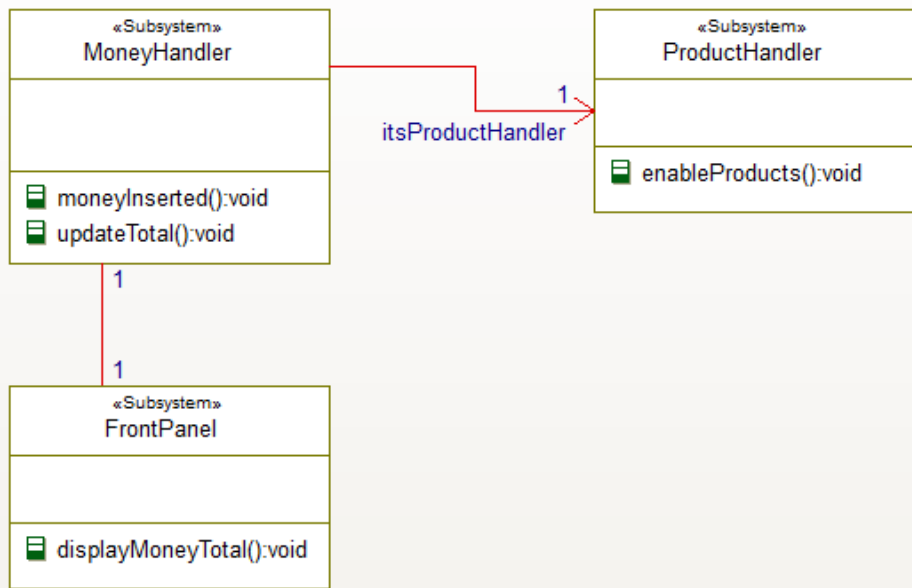 «Subsystem»
MoneyHandler
moneyInserted():void
updateTotal():void
1
itsProductHandler
«Subsystem»
ProductHandler
enableProducts():void
1
1
«Subsystem»
FrontPanel
displayMoneyTotal():void